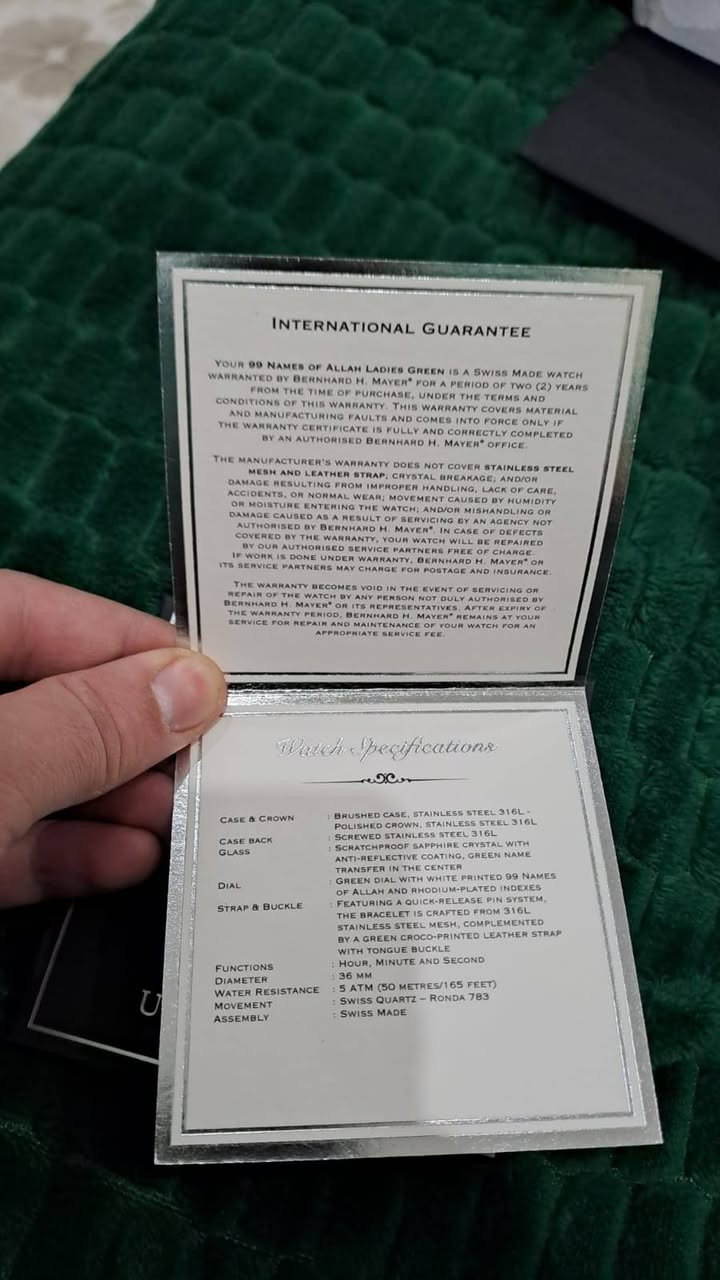 INTERNATIONAL GUARANTEE
YOUR 99 NAMES OF ALLAH LADIES GREEN IS A SWISS MADE WATCH
WARRANTED BY BERNHARD H. MAYER® FOR A PERIOD OF TWO (2) YEARS
FROM THE TIME OF PURCHASE, UNDER THE TERMS AND
CONDITIONS OF THIS WARRANTY. THIS WARRANTY COVERS MATERIAL
AND MANUFACTURING FAULTS AND COMES INTO FORCE ONLY IF
THE WARRANTY CERTIFICATE IS FULLY AND CORRECTLY COMPLETED
BY AN AUTHORISED BERNHARD H. MAYER® OFFICE.
THE MANUFACTURER'S WARRANTY DOES NOT COVER STAINLESS STEEL
MESH AND LEATHER STRAP; CRYSTAL BREAKAGE; AND/OR
DAMAGE RESULTING FROM IMPROPER HANDLING, LACK OF CARE,
ACCIDENTS, OR NORMAL WEAR; MOVEMENT CAUSED BY HUMIDITY
OR MOISTURE ENTERING THE WATCH; AND/OR MISHANDLING OR
DAMAGE CAUSED AS A RESULT OF SERVICING BY AN AGENCY NOT
AUTHORISED BY BERNHARD H. MAYER®. IN CASE OF DEFECTS
COVERED BY THE WARRANTY, YOUR WATCH WILL BE REPAIRED
BY OUR AUTHORISED SERVICE PARTNERS FREE OF CHARGE.
IF WORK IS DONE UNDER WARRANTY, BERNHARD H. MAYER® OR
ITS SERVICE PARTNERS MAY CHARGE FOR POSTAGE AND INSURANCE.
THE WARRANTY BECOMES VOID IN THE EVENT OF SERVICING OR
REPAIR OF THE WATCH BY ANY PERSON NOT DULY AUTHORISED BY
BERNHARD H. MAYER® OR ITS REPRESENTATIVES. AFTER EXPIRY OF
THE WARRANTY PERIOD, BERNHARD H. MAYER® REMAINS AT YOUR
SERVICE FOR REPAIR AND MAINTENANCE OF YOUR WATCH FOR AN
APPROPRIATE SERVICE FEE.
Watch Specifications
CASE & CROWN : BRUSHED CASE, STAINLESS STEEL 316L -
POLISHED CROWN, STAINLESS STEEL 316L
CASE BACK : SCREWED STAINLESS STEEL 316L
GLASS : SCRATCHPROOF SAPPHIRE CRYSTAL WITH
ANTI-REFLECTIVE COATING, GREEN NAME
TRANSFER IN THE CENTER
DIAL : GREEN DIAL WITH WHITE PRINTED 99 NAMES
OF ALLAH AND RHODIUM-PLATED INDEXES
STRAP & BUCKLE : FEATURING A QUICK-RELEASE PIN SYSTEM,
THE BRACELET IS CRAFTED FROM 316L
STAINLESS STEEL MESH, COMPLEMENTED
BY A GREEN CROCO-PRINTED LEATHER STRAP
WITH TONGUE BUCKLE
FUNCTIONS : HOUR, MINUTE AND SECOND
DIAMETER : 36 MM
WATER RESISTANCE : 5 ATM (50 METRES/165 FEET)
MOVEMENT : SWISS QUARTZ – RONDA 783
ASSEMBLY : SWISS MADE
U